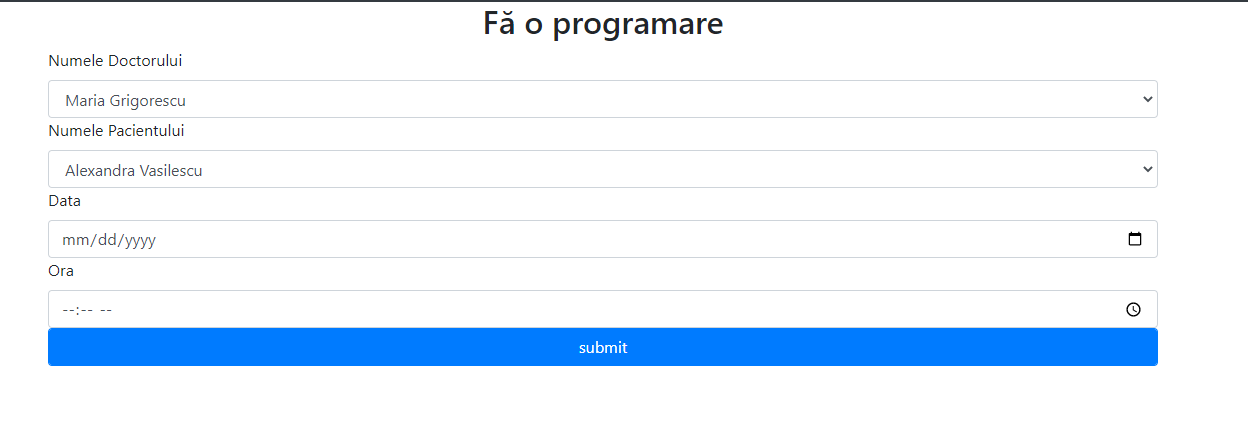 Fă o programare
Numele Doctorului
Maria Grigorescu
Numele Pacientului
Alexandra Vasilescu
Data
mm/dd/yyyy
Ora
--:-- --
submit